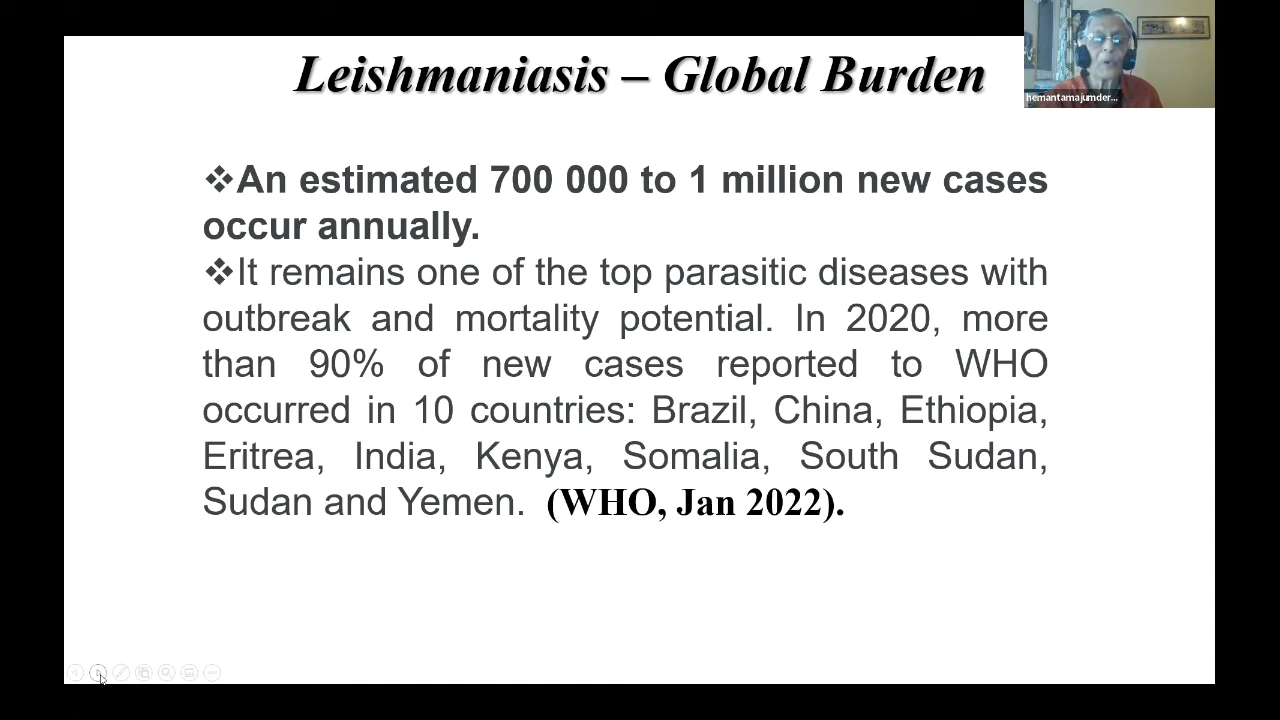 Leishmaniasis – Global Burden
hemantamajumder...
❖An estimated 700 000 to 1 million new cases
occur annually.
❖It remains one of the top parasitic diseases with
outbreak and mortality potential. In 2020, more
than 90% of new cases reported to WHO
occurred in 10 countries: Brazil, China, Ethiopia,
Eritrea, India, Kenya, Somalia, South Sudan,
Sudan and Yemen. (WHO, Jan 2022).